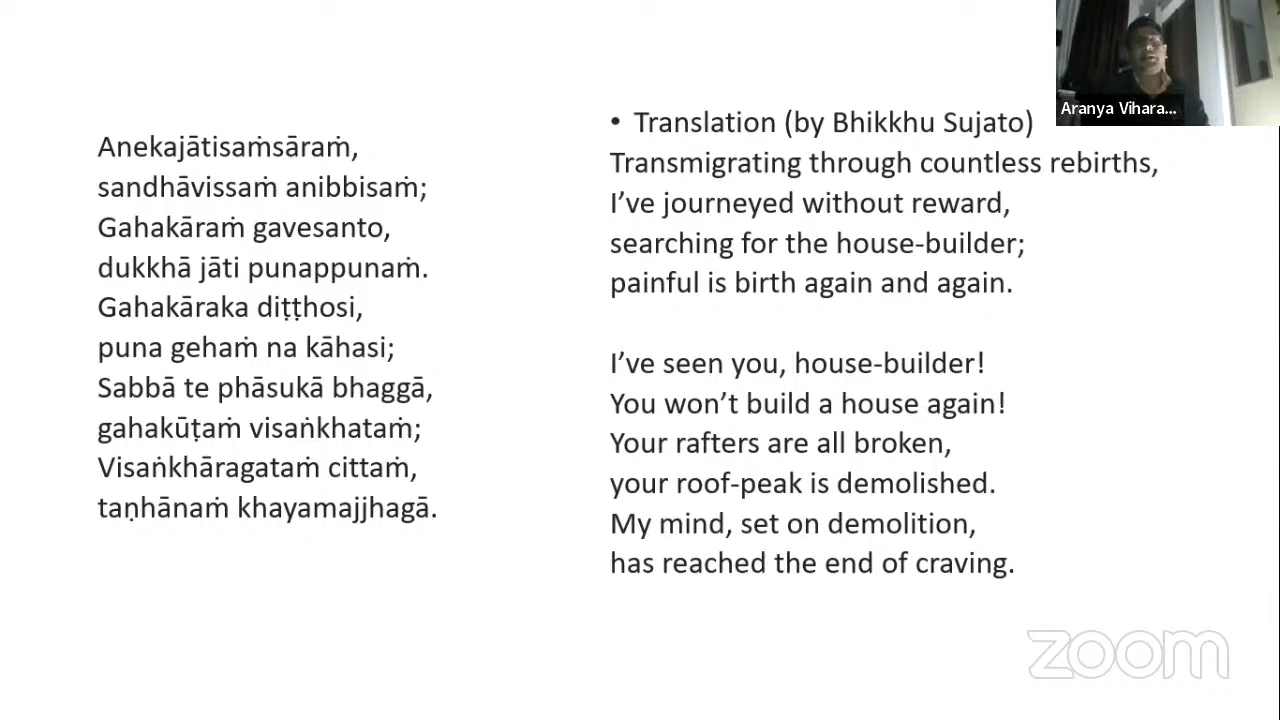 Anekajātisaṁsāraṁ,
sandhāvissaṁ anibbisaṁ;
Gahakāraṁ gavesanto,
dukkhā jāti punappunaṁ.
Gahakāraka diṭṭhosi,
puna gehaṁ na kāhasi;
Sabbā te phāsukā bhaggā,
gahakūṭaṁ visaṅkhataṁ;
Visaṅkhāragataṁ cittaṁ,
taṇhānaṁ khayamajjhagā.
• Translation (by Bhikkhu Sujato)
Transmigrating through countless rebirths,
I’ve journeyed without reward,
searching for the house-builder;
painful is birth again and again.
I’ve seen you, house-builder!
You won’t build a house again!
Your rafters are all broken,
your roof-peak is demolished.
My mind, set on demolition,
has reached the end of craving.
Aranya Vihara...
zoom